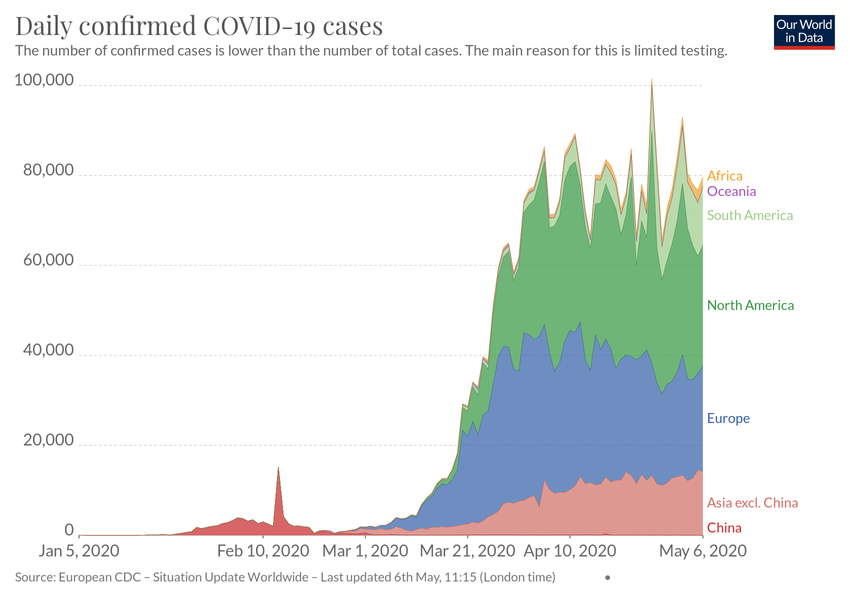 Daily confirmed COVID-19 cases
Our World
in Data
The number of confirmed cases is lower than the number of total cases. The main reason for this is limited testing.
100,000
80,000
60,000
40,000
20,000
0
Africa
Oceania
South America
North America
Europe
Asia excl. China
China
Jan 5, 2020
Feb 10, 2020
Mar 1, 2020
Mar 21, 2020
Apr 10, 2020
May 6, 2020
Source: European CDC – Situation Update Worldwide – Last updated 6th May, 11:15 (London time)